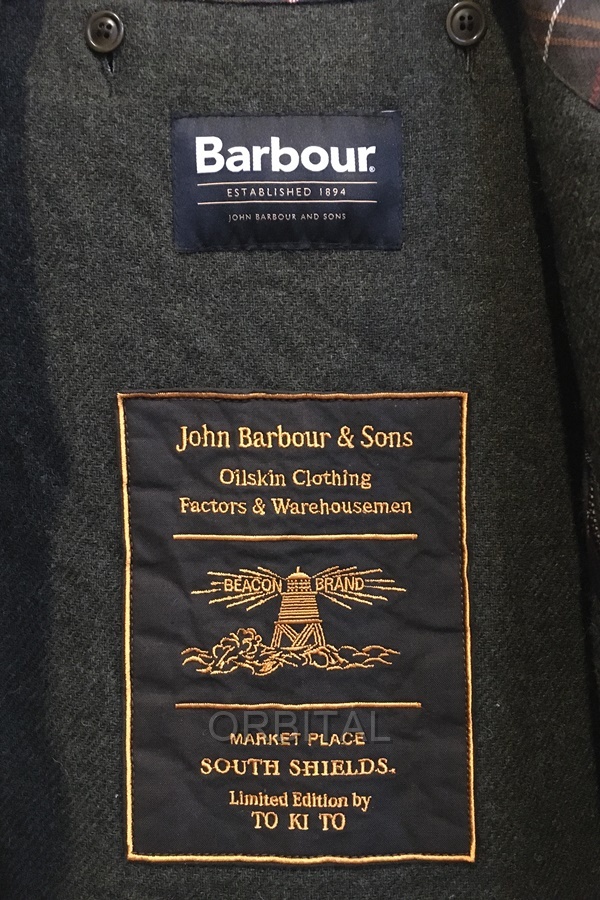 Barbour®
ESTABLISHED 1894
JOHN BARBOUR AND SONS
John Barbour & Sons
Oilskin Clothing
Factors & Warehousemen
BEACON BRAND
ORBITAL
MARKET PLACE
SOUTH SHIELDS.
Limited Edition by
TO KI TO